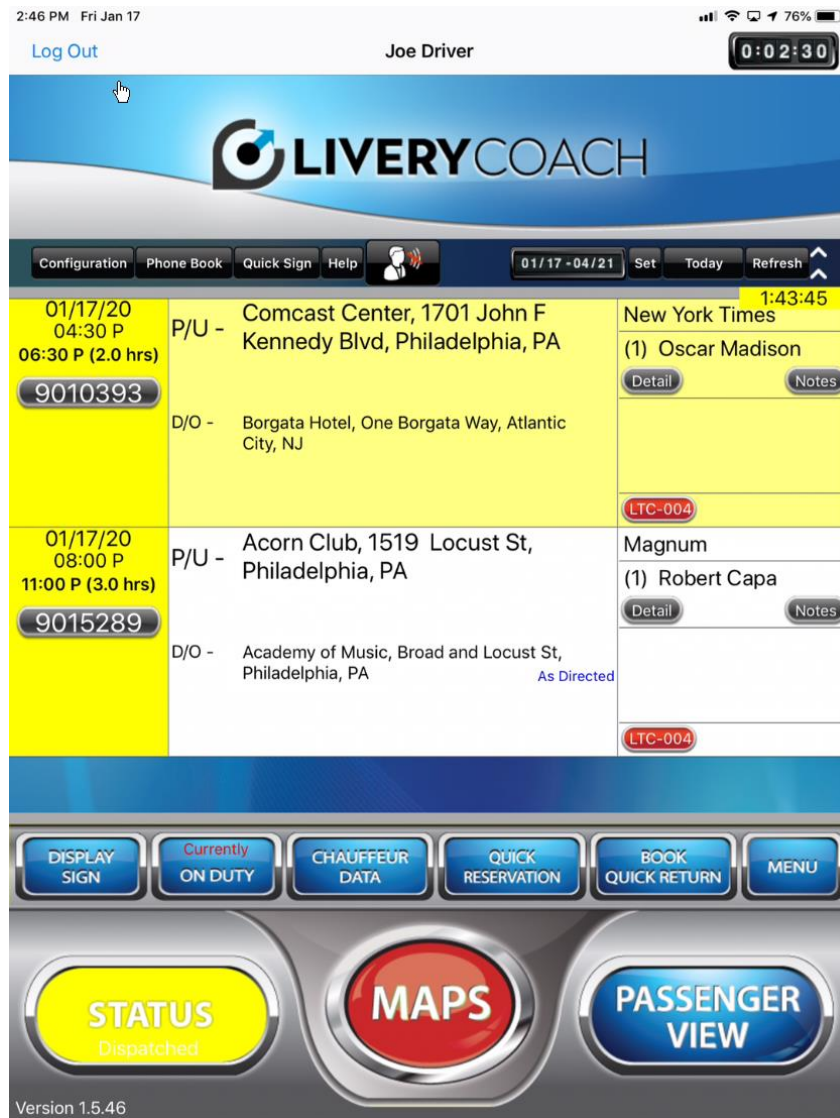 2:46 PM Fri Jan 17
76%
Log Out
Joe Driver
0:02:30
LIVERYCOACH
Configuration
Phone Book
Quick Sign
Help
01/17-04/21
Set
Today
Refresh
1:43:45
01/17/20
04:30 P
06:30 P (2.0 hrs)
9010393
P/U -
Comcast Center, 1701 John F
Kennedy Blvd, Philadelphia, PA
D/O -
Borgata Hotel, One Borgata Way, Atlantic
City, NJ
New York Times
(1) Oscar Madison
Detail
Notes
LTC-004
01/17/20
08:00 P
11:00 P (3.0 hrs)
9015289
P/U -
Acorn Club, 1519 Locust St,
Philadelphia, PA
D/O -
Academy of Music, Broad and Locust St,
Philadelphia, PA
As Directed
Magnum
(1) Robert Capa
Detail
Notes
LTC-004
DISPLAY
SIGN
Currently
ON DUTY
CHAUFFEUR
DATA
QUICK
RESERVATION
BOOK
QUICK RETURN
MENU
STATUS
Dispatched
MAPS
PASSENGER
VIEW
Version 1.5.46